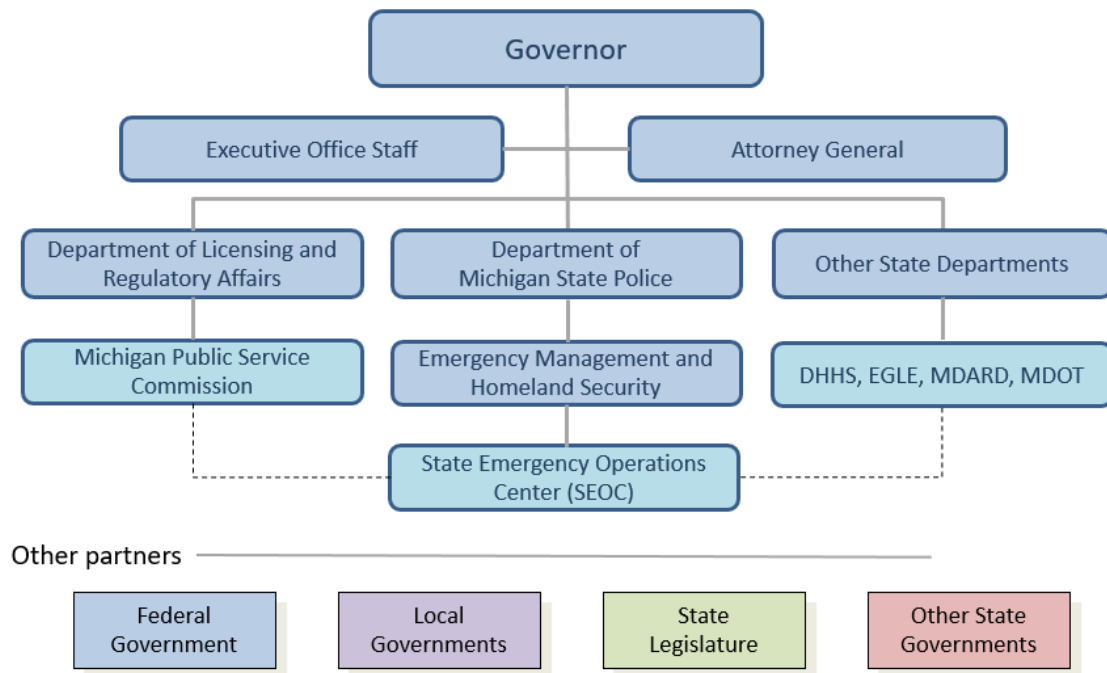 Governor
Executive Office Staff
Attorney General
Department of Licensing and
Regulatory Affairs
Department of
Michigan State Police
Other State Departments
Michigan Public Service
Commission
Emergency Management and
Homeland Security
DHHS, EGLE, MDARD, MDOT
State Emergency Operations
Center (SEOC)
Other partners
Federal
Government
Local
Governments
State
Legislature
Other State
Governments